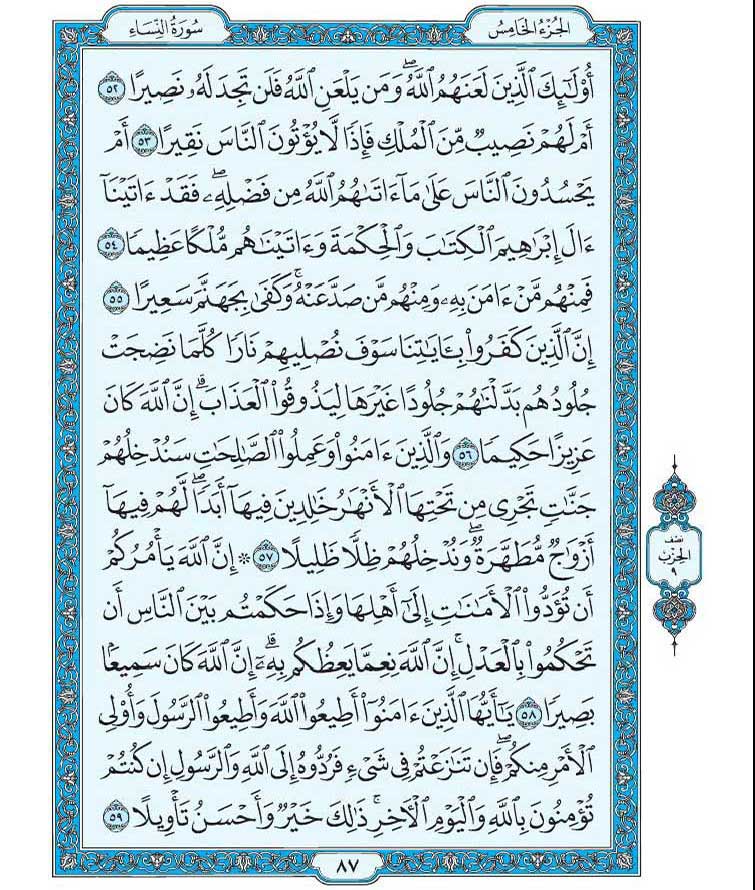 سُورَةُ النِّسَاءِ
الجُزْءُ الخَامِسُ
أُوْلَٰٓئِكَ ٱلَّذِينَ لَعَنَهُمُ ٱللَّهُۖ وَمَن يَلْعَنِ ٱللَّهُ فَلَن تَجِدَ لَهُۥ نَصِيرًا ٥٢
أَمْ لَهُمْ نَصِيبٌ مِّنَ ٱلْمُلْكِ فَإِذًا لَّا يُؤْتُونَ ٱلنَّاسَ نَقِيرًا ٥٣ أَمْ
يَحْسُدُونَ ٱلنَّاسَ عَلَىٰ مَآ ءَاتَىٰهُمُ ٱللَّهُ مِن فَضْلِهِۦۖ فَقَدْ ءَاتَيْنَآ
ءَالَ إِبْرَٰهِيمَ ٱلْكِتَٰبَ وَٱلْحِكْمَةَ وَءَاتَيْنَٰهُم مُّلْكًا عَظِيمًا ٥٤
فَمِنْهُم مَّنْ ءَامَنَ بِهِۦ وَمِنْهُم مَّن صَدَّ عَنْهُۚ وَكَفَىٰ بِجَهَنَّمَ سَعِيرًا ٥٥
إِنَّ ٱلَّذِينَ كَفَرُواْ بِـَٔايَٰتِنَا سَوْفَ نُصْلِيهِمْ نَارًا كُلَّمَا نَضِجَتْ
جُلُودُهُم بَدَّلْنَٰهُمْ جُلُودًا غَيْرَهَا لِيَذُوقُواْ ٱلْعَذَابَۗ إِنَّ ٱللَّهَ كَانَ
عَزِيزًا حَكِيمًا ٥٦ وَٱلَّذِينَ ءَامَنُواْ وَعَمِلُواْ ٱلصَّٰلِحَٰتِ سَنُدْخِلُهُمْ
جَنَّٰتٍ تَجْرِى مِن تَحْتِهَا ٱلْأَنْهَٰرُ خَٰلِدِينَ فِيهَآ أَبَدًاۖ لَّهُمْ فِيهَآ
أَزْوَٰجٌ مُّطَهَّرَةٌۖ وَنُدْخِلُهُمْ ظِلًّا ظَلِيلًا ٥٧ ۞ إِنَّ ٱللَّهَ يَأْمُرُكُمْ
أَن تُؤَدُّواْ ٱلْأَمَٰنَٰتِ إِلَىٰٓ أَهْلِهَا وَإِذَا حَكَمْتُم بَيْنَ ٱلنَّاسِ أَن
تَحْكُمُواْ بِٱلْعَدْلِۚ إِنَّ ٱللَّهَ نِعِمَّا يَعِظُكُم بِهِۦٓۗ إِنَّ ٱللَّهَ كَانَ سَمِيعًۢا
بَصِيرًا ٥٨ يَٰٓأَيُّهَا ٱلَّذِينَ ءَامَنُوٓاْ أَطِيعُواْ ٱللَّهَ وَأَطِيعُواْ ٱلرَّسُولَ وَأُوْلِى
ٱلْأَمْرِ مِنكُمْۖ فَإِن تَنَٰزَعْتُمْ فِى شَىْءٍ فَرُدُّوهُ إِلَى ٱللَّهِ وَٱلرَّسُولِ إِن كُنتُمْ
تُؤْمِنُونَ بِٱللَّهِ وَٱلْيَوْمِ ٱلْأَخِرِۚ ذَٰلِكَ خَيْرٌ وَأَحْسَنُ تَأْوِيلًا ٥٩
نِصْف
الحِزْب
٩
٨٧